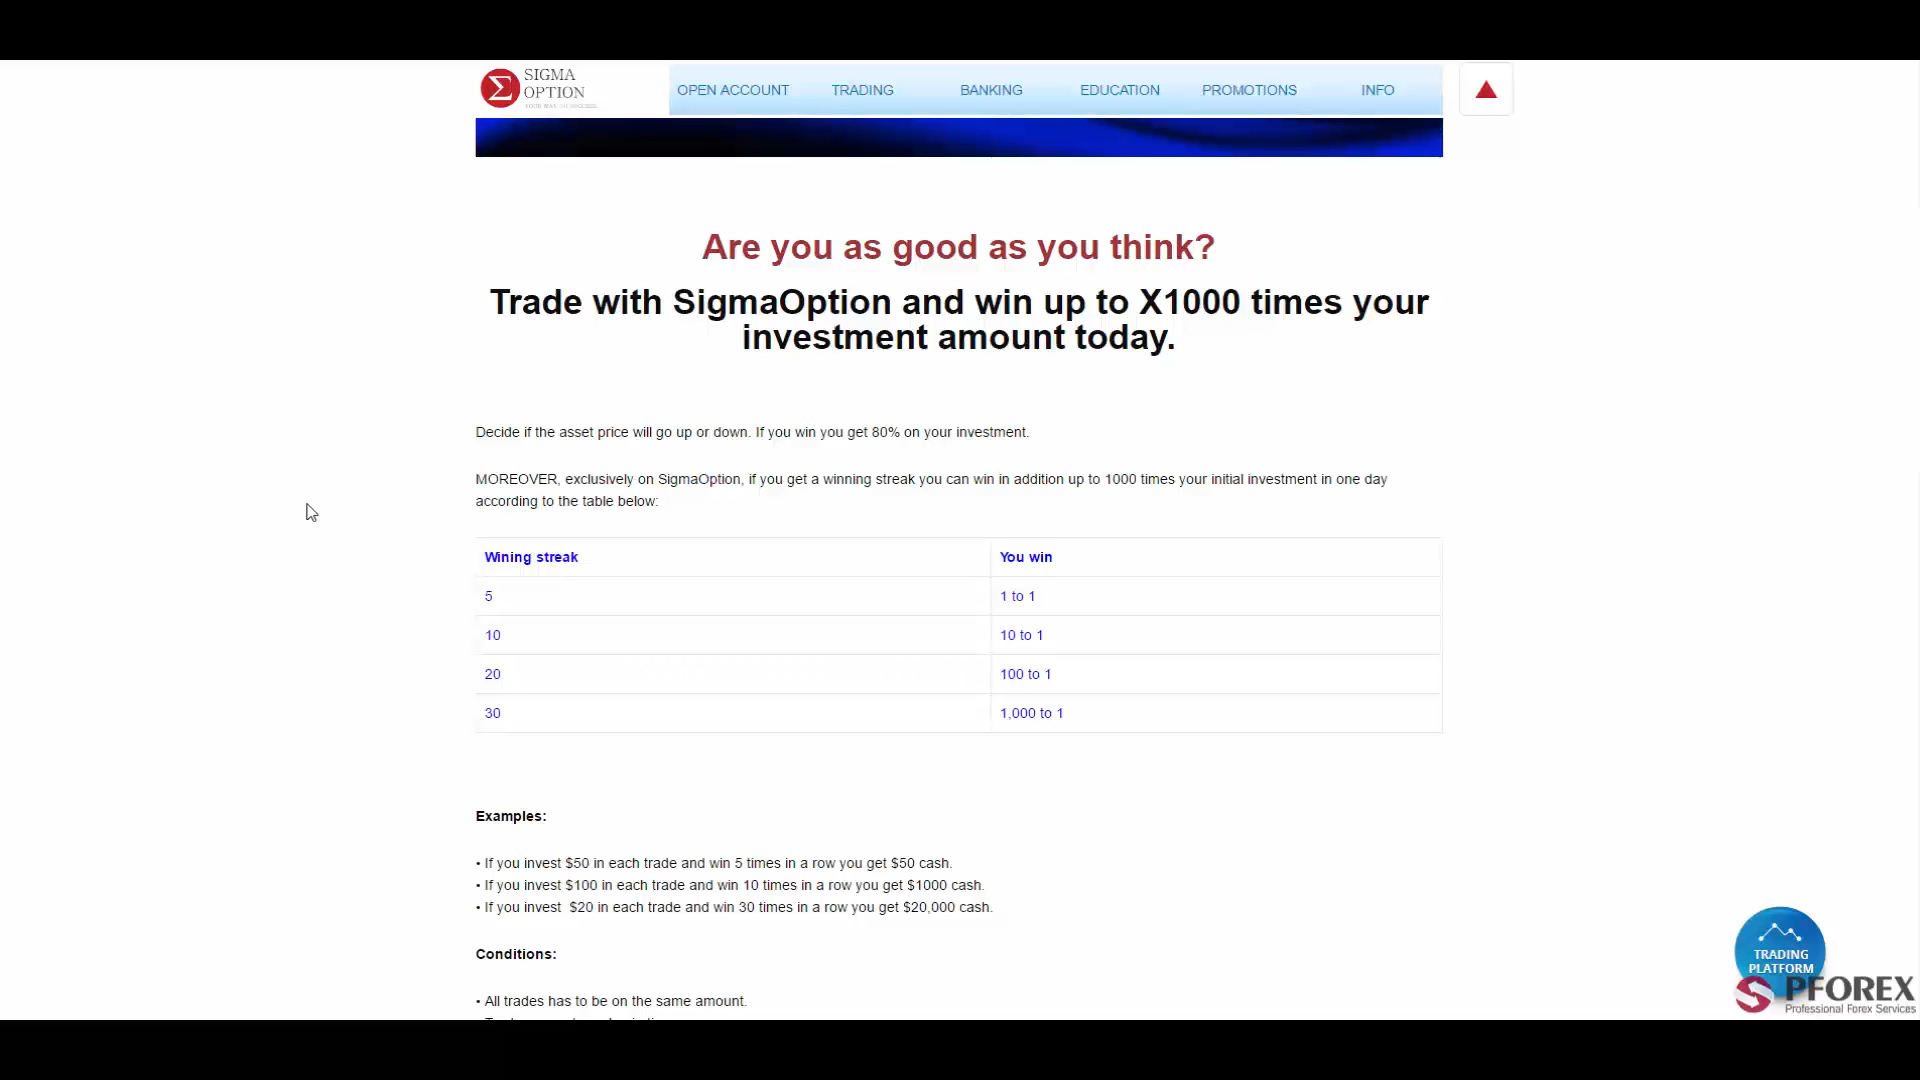 SIGMA
OPTION
OPEN ACCOUNT TRADING BANKING EDUCATION PROMOTIONS INFO
Are you as good as you think?
Trade with SigmaOption and win up to X1000 times your
investment amount today.
Decide if the asset price will go up or down. If you win you get 80% on your investment.
MOREOVER, exclusively on SigmaOption, if you get a winning streak you can win in addition up to 1000 times your initial investment in one day
according to the table below:
Wining streak You win
5 1 to 1
10 10 to 1
20 100 to 1
30 1,000 to 1
Examples:
• If you invest $50 in each trade and win 5 times in a row you get $50 cash.
• If you invest $100 in each trade and win 10 times in a row you get $1000 cash.
• If you invest $20 in each trade and win 30 times in a row you get $20,000 cash.
Conditions:
• All trades has to be on the same amount.
TRADING
PLATFORM
PFOREX
Professional Forex Services